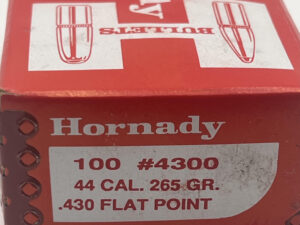 y
BULLETS
Hornady
100 #4300
44 CAL. 265 GR.
.430 FLAT POINT